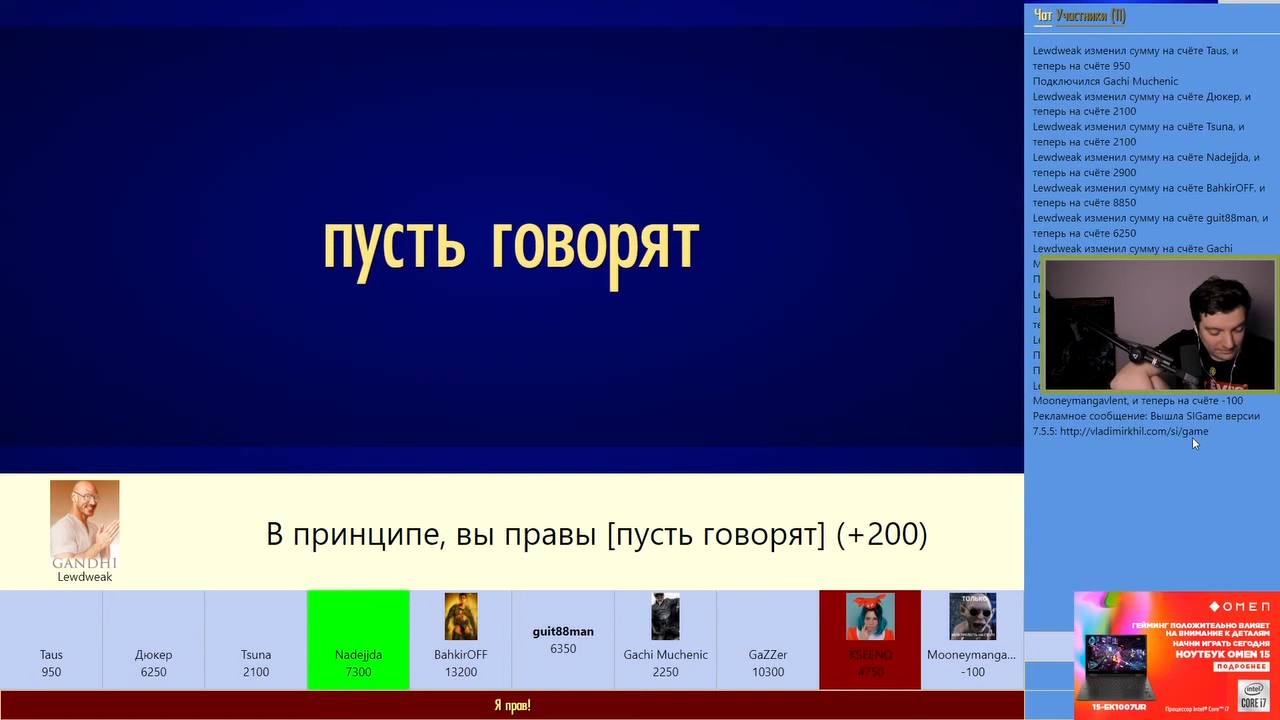 пусть говорят
GANDHI
Lewdweak
В принципе, вы правы [пусть говорят] (+200)
Taus
950
Дюкер
6250
Tsuna
2100
Nadejjda
7300
BahkirOFF
13200
guit88man
6350
Gachi Muchenic
2250
GaZZer
10300
KSEENO
4750
ТОЛЬКО
Mooneymanga...
-100
Я прав!
Чат Участники (11)
Lewdweak изменил сумму на счёте Taus, и
теперь на счёте 950
Подключился Gachi Muchenic
Lewdweak изменил сумму на счёте Дюкер, и
теперь на счёте 2100
Lewdweak изменил сумму на счёте Tsuna, и
теперь на счёте 2100
Lewdweak изменил сумму на счёте Nadejjda, и
теперь на счёте 2900
Lewdweak изменил сумму на счёте BahkirOFF, и
теперь на счёте 8850
Lewdweak изменил сумму на счёте guit88man, и
теперь на счёте 6250
Lewdweak изменил сумму на счёте Gachi
Mooneymangavlent, и теперь на счёте -100
Рекламное сообщение: Вышла SIGame версии
7.5.5: http://vladimirkhil.com/si/game
ОМЕП
ГЕЙМИНГ ПОЛОЖИТЕЛЬНО ВЛИЯЕТ
НА ВНИМАНИЕ К ДЕТАЛЯМ
НАЧНИ ИГРАТЬ СЕГОДНЯ
НОУТБУК OMEN 15
ПОДРОБНЕЕ
15-EK1007UR
Процессор Intel® Core™ i7
intel
CORE i7